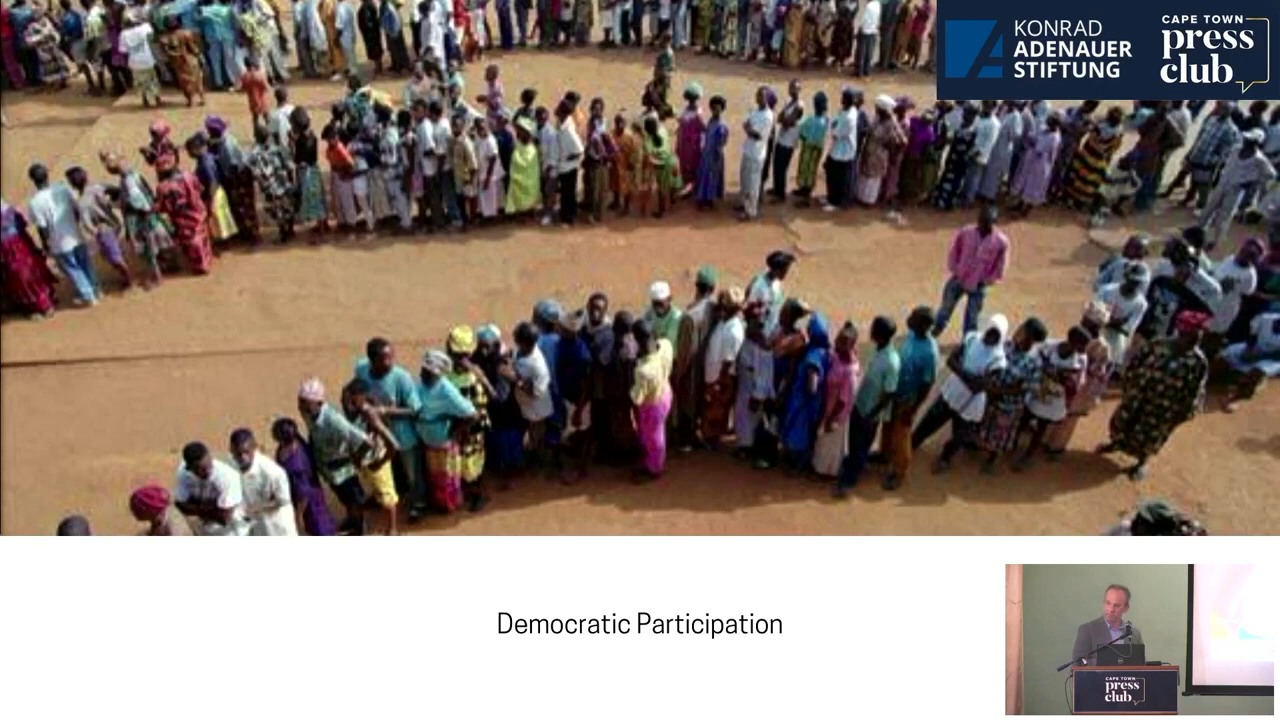 KONRAD
ADENAUER
STIFTUNG
CAPE TOWN
press
club
Democratic Participation
CAPE TOWN
press
club